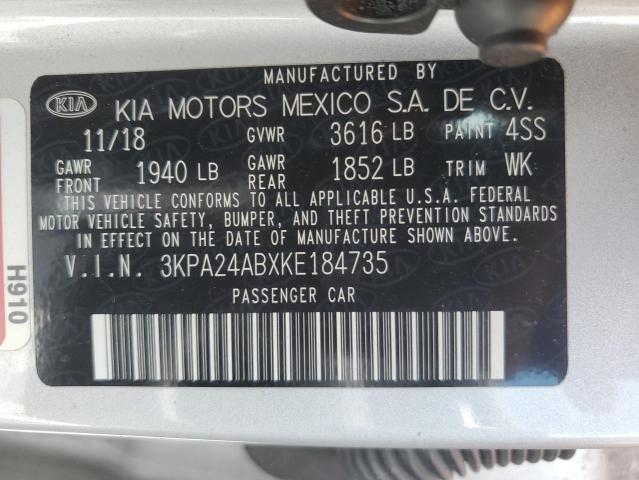 MANUFACTURED BY
KIA KIA MOTORS MEXICO S.A. DE C.V.
11/18 GVWR 3616 LB PAINT 4SS
GAWR FRONT 1940 LB GAWR REAR 1852 LB TRIM WK
THIS VEHICLE CONFORMS TO ALL APPLICABLE U.S.A. FEDERAL
MOTOR VEHICLE SAFETY, BUMPER, AND THEFT PREVENTION STANDARDS
IN EFFECT ON THE DATE OF MANUFACTURE SHOWN ABOVE.
V.I.N. 3KPA24ABXKE184735
PASSENGER CAR
H910